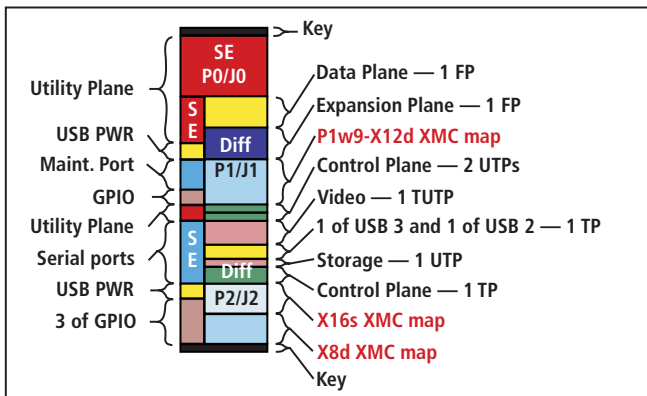 Key
SE
P0/J0
Utility Plane
Data Plane — 1 FP
S
E
Expansion Plane — 1 FP
USB PWR
Diff
P1w9-X12d XMC map
Maint. Port
P1/J1
Control Plane — 2 UTPs
GPIO
Video — 1 TUTP
Utility Plane
1 of USB 3 and 1 of USB 2 — 1 TP
S
E
Serial ports
Storage — 1 UTP
Diff
Control Plane — 1 TP
USB PWR
P2/J2
X16s XMC map
3 of GPIO
X8d XMC map
Key